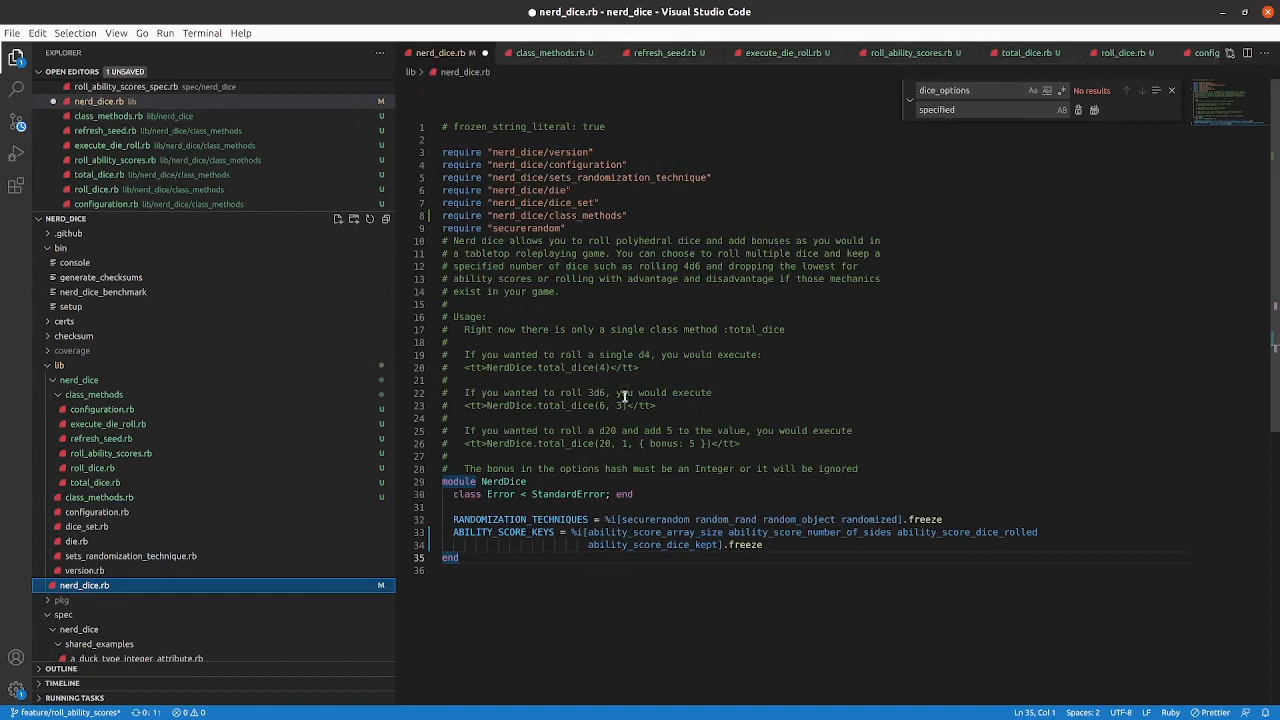 nerd_dice.rb - nerd_dice - Visual Studio Code
File Edit Selection View Go Run Terminal Help
EXPLORER
OPEN EDITORS 1 UNSAVED
roll_ability_scores_spec.rb spec/nerd_dice
nerd_dice.rb lib M
class_methods.rb lib/nerd_dice U
refresh_seed.rb lib/nerd_dice/class_methods U
execute_die_roll.rb lib/nerd_dice/class_methods U
roll_ability_scores.rb lib/nerd_dice/class_methods U
total_dice.rb lib/nerd_dice/class_methods U
roll_dice.rb lib/nerd_dice/class_methods U
configuration.rb lib/nerd_dice/class_methods U
NERD_DICE
.github
bin
console
generate_checksums
nerd_dice_benchmark
setup
certs
checksum
coverage
lib
nerd_dice
class_methods
configuration.rb U
execute_die_roll.rb U
refresh_seed.rb U
roll_ability_scores.rb U
roll_dice.rb U
total_dice.rb U
class_methods.rb U
configuration.rb
dice_set.rb
die.rb
sets_randomization_technique.rb
version.rb
nerd_dice.rb M
pkg
spec
nerd_dice
shared_examples
a_duck_type_integer_attribute.rb
OUTLINE
TIMELINE
RUNNING TASKS
nerd_dice.rb M class_methods.rb U refresh_seed.rb U execute_die_roll.rb U roll_ability_scores.rb U total_dice.rb U roll_dice.rb U config
lib nerd_dice.rb
dice_options Aa No results
specified AB
1 # frozen_string_literal: true
2
3 require "nerd_dice/version"
4 require "nerd_dice/configuration"
5 require "nerd_dice/sets_randomization_technique"
6 require "nerd_dice/die"
7 require "nerd_dice/dice_set"
8 require "nerd_dice/class_methods"
9 require "securerandom"
10 # Nerd dice allows you to roll polyhedral dice and add bonuses as you would in
11 # a tabletop roleplaying game. You can choose to roll multiple dice and keep a
12 # specified number of dice such as rolling 4d6 and dropping the lowest for
13 # ability scores or rolling with advantage and disadvantage if those mechanics
14 # exist in your game.
15 #
16 # Usage:
17 #   Right now there is only a single class method :total_dice
18 #
19 #   If you wanted to roll a single d4, you would execute:
20 #   <tt>NerdDice.total_dice(4)</tt>
21 #
22 #   If you wanted to roll 3d6, you would execute
23 #   <tt>NerdDice.total_dice(6, 3)</tt>
24 #
25 #   If you wanted to roll a d20 and add 5 to the value, you would execute
26 #   <tt>NerdDice.total_dice(20, 1, { bonus: 5 })</tt>
27 #
28 #   The bonus in the options hash must be an Integer or it will be ignored
29 module NerdDice
30   class Error < StandardError; end
31
32   RANDOMIZATION_TECHNIQUES = %i[securerandom random_rand random_object randomized].freeze
33   ABILITY_SCORE_KEYS = %i[ability_score_array_size ability_score_number_of_sides ability_score_dice_rolled
34                           ability_score_dice_kept].freeze
35 end
36
feature/roll_ability_scores* 0↓ 1↑ 0 0 Ln 35, Col 1 Spaces: 2 UTF-8 LF Ruby Prettier